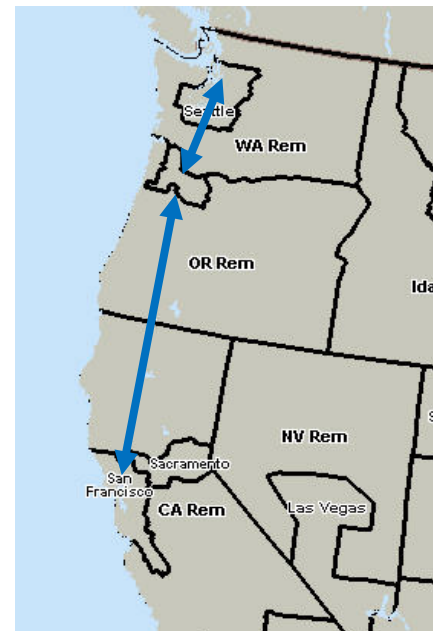 Seattle
WA Rem
OR Rem
Ida
NV Rem
Sacramento
San
Francisco
CA Rem
Las Vegas
S